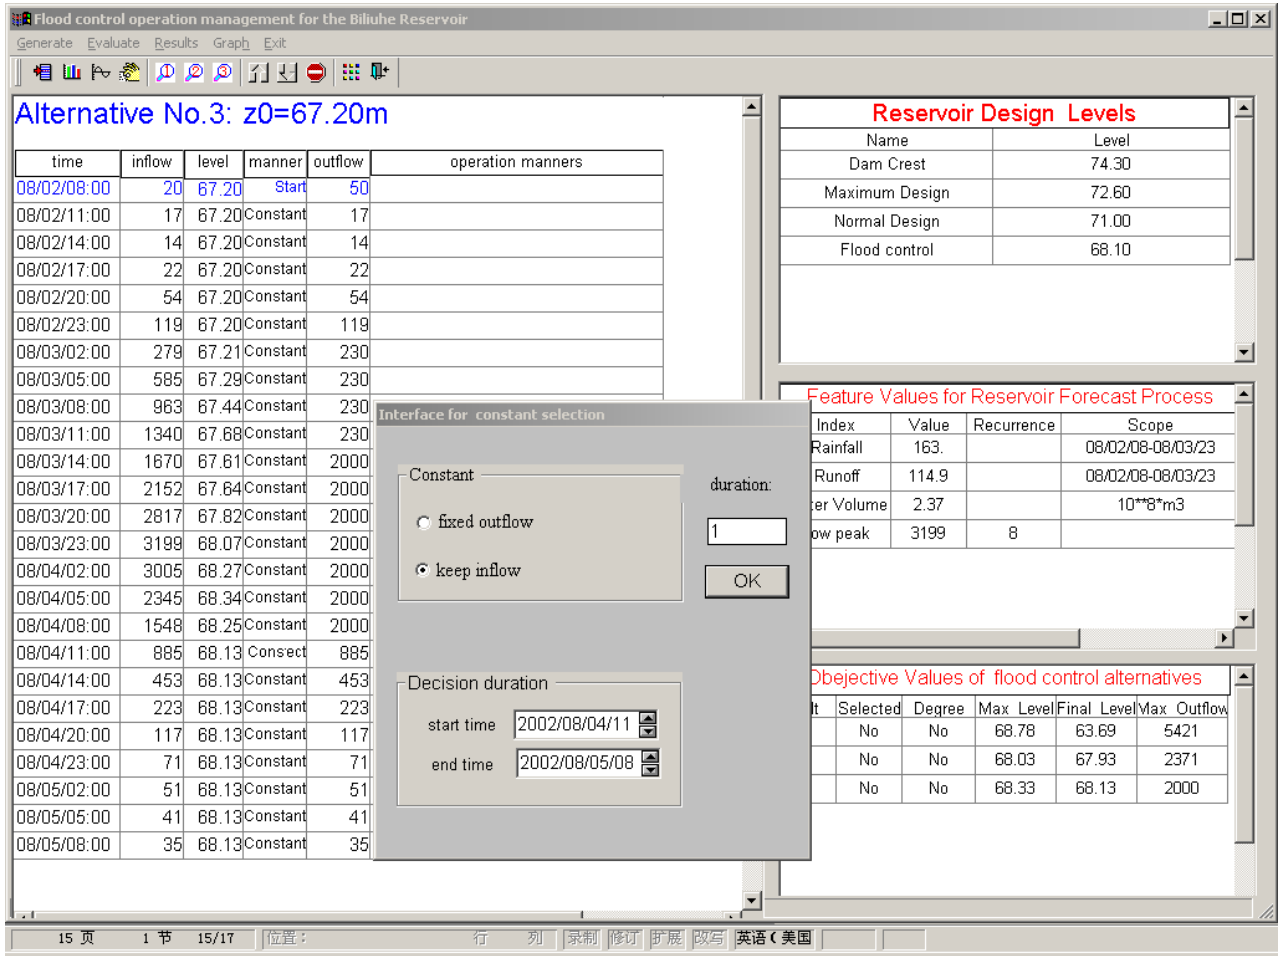 Flood control operation management for the Biliuhe Reservoir
Generate Evaluate Results Graph Exit
Alternative No.3: z0=67.20m
time inflow level manner outflow operation manners
08/02/08:00 20 67.20 Start 50
08/02/11:00 17 67.20 Constant 17
08/02/14:00 14 67.20 Constant 14
08/02/17:00 22 67.20 Constant 22
08/02/20:00 54 67.20 Constant 54
08/02/23:00 119 67.20 Constant 119
08/03/02:00 279 67.21 Constant 230
08/03/05:00 585 67.29 Constant 230
08/03/08:00 963 67.44 Constant 230
08/03/11:00 1340 67.68 Constant 230
08/03/14:00 1670 67.61 Constant 2000
08/03/17:00 2152 67.64 Constant 2000
08/03/20:00 2817 67.82 Constant 2000
08/03/23:00 3199 68.07 Constant 2000
08/04/02:00 3005 68.27 Constant 2000
08/04/05:00 2345 68.34 Constant 2000
08/04/08:00 1548 68.25 Constant 2000
08/04/11:00 885 68.13 885
08/04/14:00 453 68.13 Constant 453
08/04/17:00 223 68.13 Constant 223
08/04/20:00 117 68.13 Constant 117
08/04/23:00 71 68.13 Constant 71
08/05/02:00 51 68.13 Constant 51
08/05/05:00 41 68.13 Constant 41
08/05/08:00 35 68.13 Constant 35
Interface for constant selection
Constant
fixed outflow
keep inflow
duration:
1
OK
Decision duration
start time 2002/08/04/11
end time 2002/08/05/08
Reservoir Design Levels
Name Level
Dam Crest 74.30
Maximum Design 72.60
Normal Design 71.00
Flood control 68.10
Feature Values for Reservoir Forecast Process
Index Value Recurrence Scope
Rainfall 163. 08/02/08-08/03/23
Runoff 114.9 08/02/08-08/03/23
ter Volume 2.37 10**8*m3
ow peak 3199 8
Obejective Values of flood control alternatives
lt Selected Degree Max Level Final Level Max Outflow
No No 68.78 63.69 5421
No No 68.03 67.93 2371
No No 68.33 68.13 2000
15 页 1 节 15/17 位置: 行 列 录制 修订 扩展 改写 英语(美国